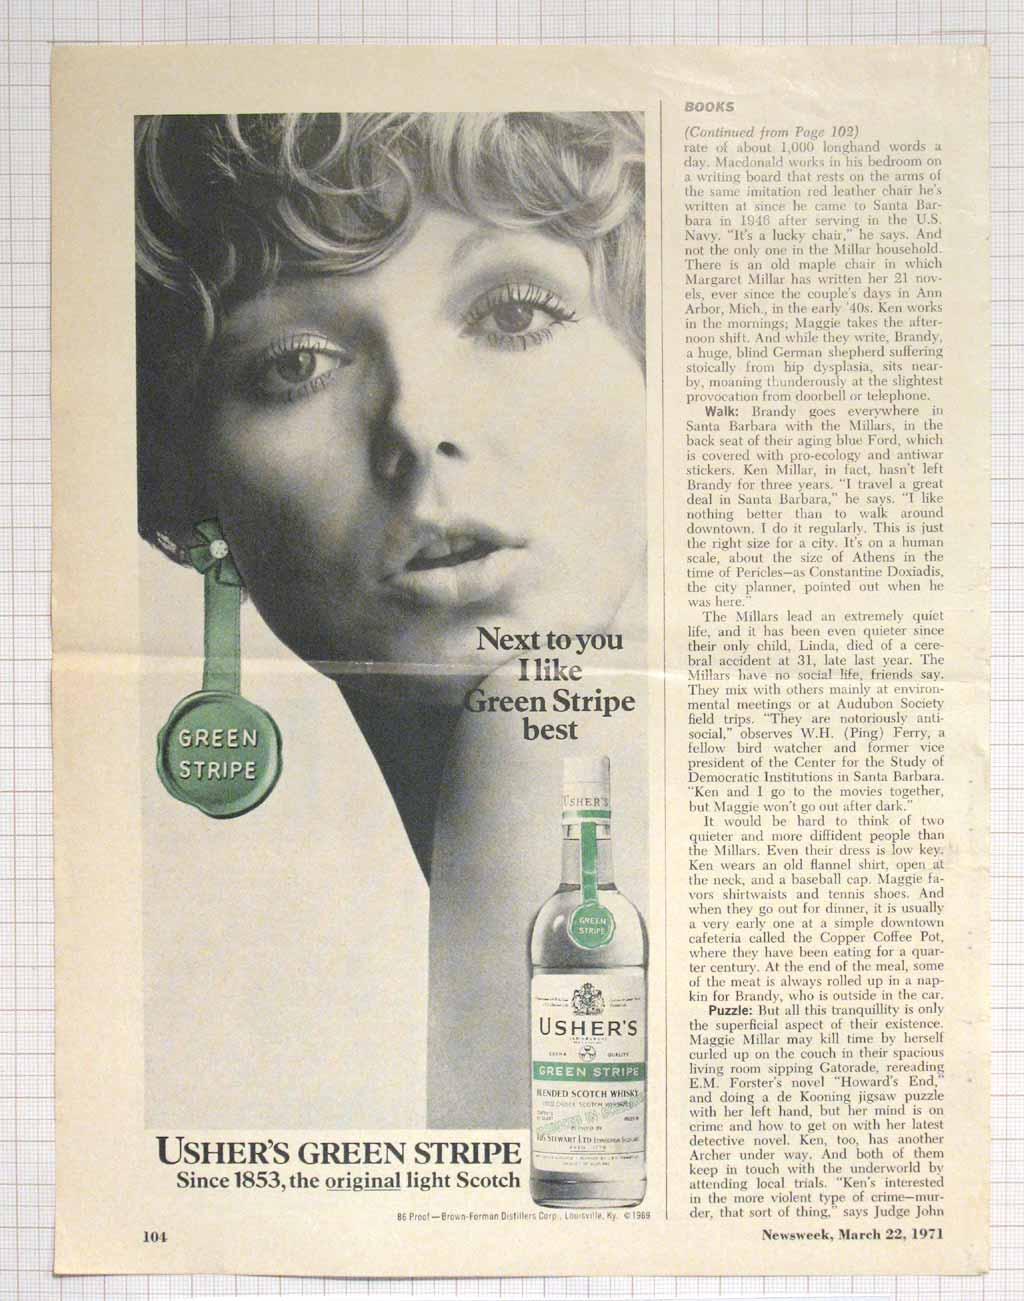 GREEN
STRIPE
Next to you
I like
Green Stripe
best
USHER'S
GREEN
STRIPE
USHER'S
EXTRA QUALITY
GREEN STRIPE
BLENDED SCOTCH WHISKY
J&G STEWART LTD EDINBURGH SCOTLAND
USHER'S GREEN STRIPE
Since 1853, the original light Scotch
86 Proof—Brown-Forman Distillers Corp., Louisville, Ky. ©1969
104
BOOKS
(Continued from Page 102)
rate of about 1,000 longhand words a
day. Macdonald works in his bedroom on
a writing board that rests on the arms of
the same imitation red leather chair he's
written at since he came to Santa Bar-
bara in 1946 after serving in the U.S.
Navy. "It's a lucky chair," he says. And
not the only one in the Millar household.
There is an old maple chair in which
Margaret Millar has written her 21 nov-
els, ever since the couple's days in Ann
Arbor, Mich., in the early '40s. Ken works
in the mornings; Maggie takes the after-
noon shift. And while they write, Brandy,
a huge, blind German shepherd suffering
stoically from hip dysplasia, sits near-
by, moaning thunderously at the slightest
provocation from doorbell or telephone.
Walk: Brandy goes everywhere in
Santa Barbara with the Millars, in the
back seat of their aging blue Ford, which
is covered with pro-ecology and antiwar
stickers. Ken Millar, in fact, hasn't left
Brandy for three years. "I travel a great
deal in Santa Barbara," he says. "I like
nothing better than to walk around
downtown. I do it regularly. This is just
the right size for a city. It's on a human
scale, about the size of Athens in the
time of Pericles—as Constantine Doxiadis,
the city planner, pointed out when he
was here."
The Millars lead an extremely quiet
life, and it has been even quieter since
their only child, Linda, died of a cere-
bral accident at 31, late last year. The
Millars have no social life, friends say.
They mix with others mainly at environ-
mental meetings or at Audubon Society
field trips. "They are notoriously anti-
social," observes W.H. (Ping) Ferry, a
fellow bird watcher and former vice
president of the Center for the Study of
Democratic Institutions in Santa Barbara.
"Ken and I go to the movies together,
but Maggie won't go out after dark."
It would be hard to think of two
quieter and more diffident people than
the Millars. Even their dress is low key.
Ken wears an old flannel shirt, open at
the neck, and a baseball cap. Maggie fa-
vors shirtwaists and tennis shoes. And
when they go out for dinner, it is usually
a very early one at a simple downtown
cafeteria called the Copper Coffee Pot,
where they have been eating for a quar-
ter century. At the end of the meal, some
of the meat is always rolled up in a nap-
kin for Brandy, who is outside in the car.
Puzzle: But all this tranquillity is only
the superficial aspect of their existence.
Maggie Millar may kill time by herself
curled up on the couch in their spacious
living room sipping Gatorade, rereading
E.M. Forster's novel "Howard's End,"
and doing a de Kooning jigsaw puzzle
with her left hand, but her mind is on
crime and how to get on with her latest
detective novel. Ken, too, has another
Archer under way. And both of them
keep in touch with the underworld by
attending local trials. "Ken's interested
in the more violent type of crime—mur-
der, that sort of thing," says Judge John
Newsweek, March 22, 1971